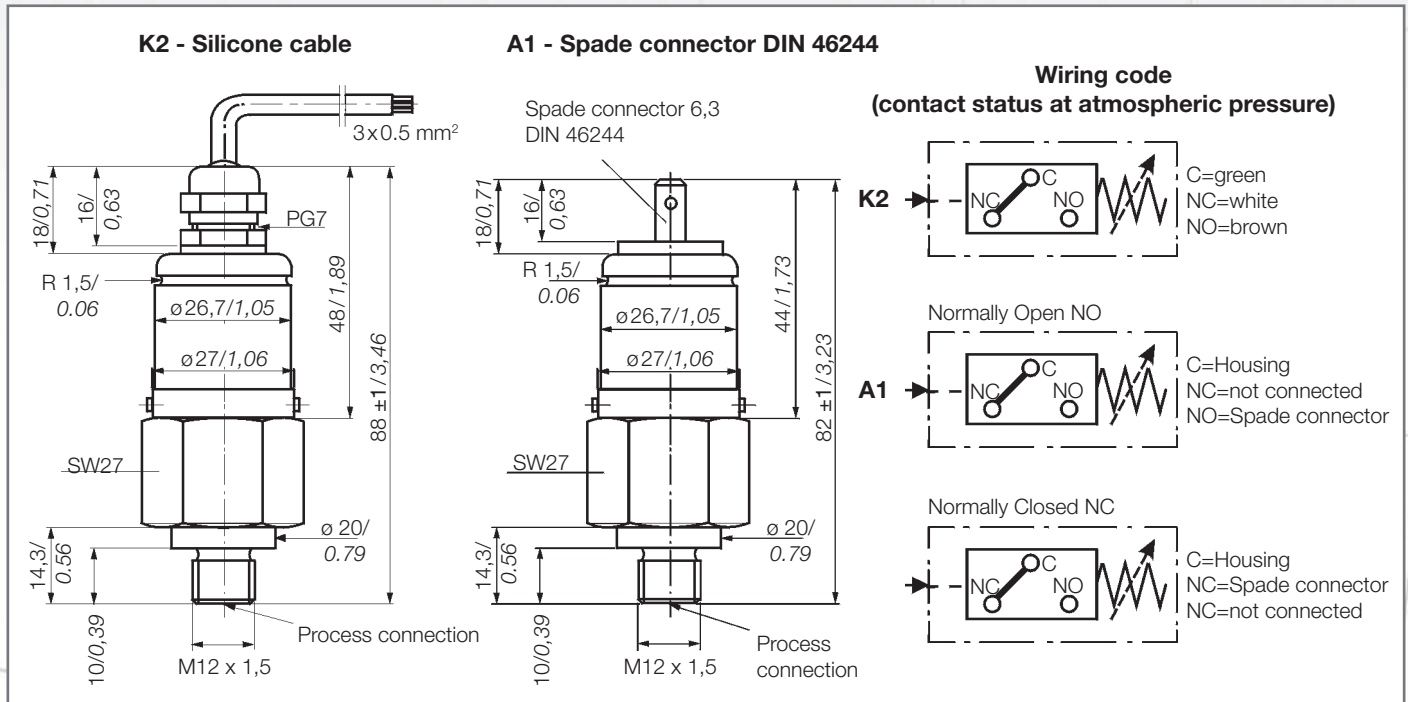 K2 - Silicone cable
3x0.5 mm²
18/0,71
16/
0,63
PG7
R 1,5/
0.06
ø26,7/1,05
ø27/1,06
48/1,89
88 ±1/3,46
SW27
14,3/
0.56
10/0,39
ø 20/
0.79
Process connection
M12 x 1,5
A1 - Spade connector DIN 46244
Spade connector 6,3
DIN 46244
18/0,71
16/
0,63
R 1,5/
0.06
ø26,7/1,05
ø27/1,06
44/1,73
82 ±1/3,23
SW27
14,3/
0.56
10/0,39
ø 20/
0.79
Process
connection
M12 x 1,5
Wiring code
(contact status at atmospheric pressure)
K2
NC
C
NO
C=green
NC=white
NO=brown
Normally Open NO
A1
NC
C
NO
C=Housing
NC=not connected
NO=Spade connector
Normally Closed NC
NC
C
NO
C=Housing
NC=Spade connector
NC=not connected